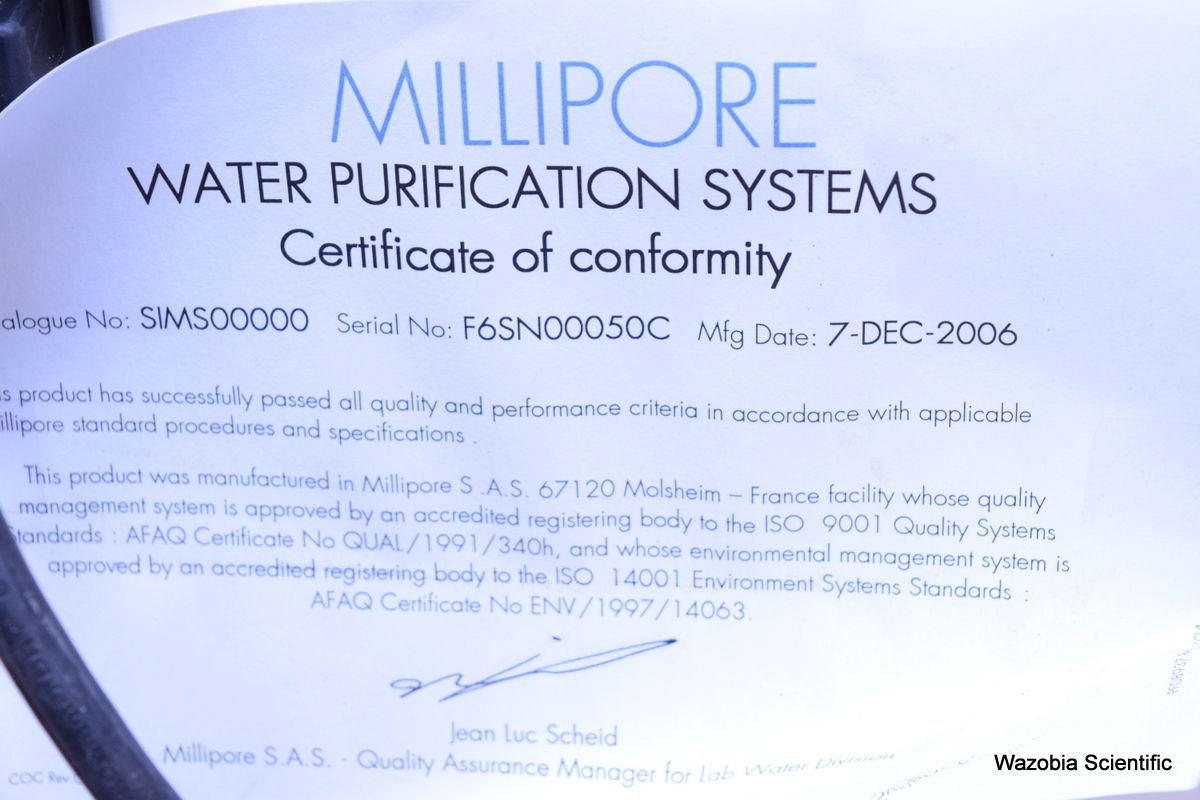 MILLIPORE
WATER PURIFICATION SYSTEMS
Certificate of conformity
alogue No: SIMS00000 Serial No: F6SN00050C Mfg Date: 7-DEC-2006
s product has successfully passed all quality and performance criteria in accordance with applicable
illipore standard procedures and specifications .
This product was manufactured in Millipore S .A.S. 67120 Molsheim – France facility whose quality
management system is approved by an accredited registering body to the ISO 9001 Quality Systems
tandards : AFAQ Certificate No QUAL/1991/340h, and whose environmental management system is
approved by an accredited registering body to the ISO 14001 Environment Systems Standards :
AFAQ Certificate No ENV/1997/14063.
Jean Luc Scheid
Millipore S.A.S. - Quality Assurance Manager for Lab Water Division
COC Rev
Wazobia Scientific